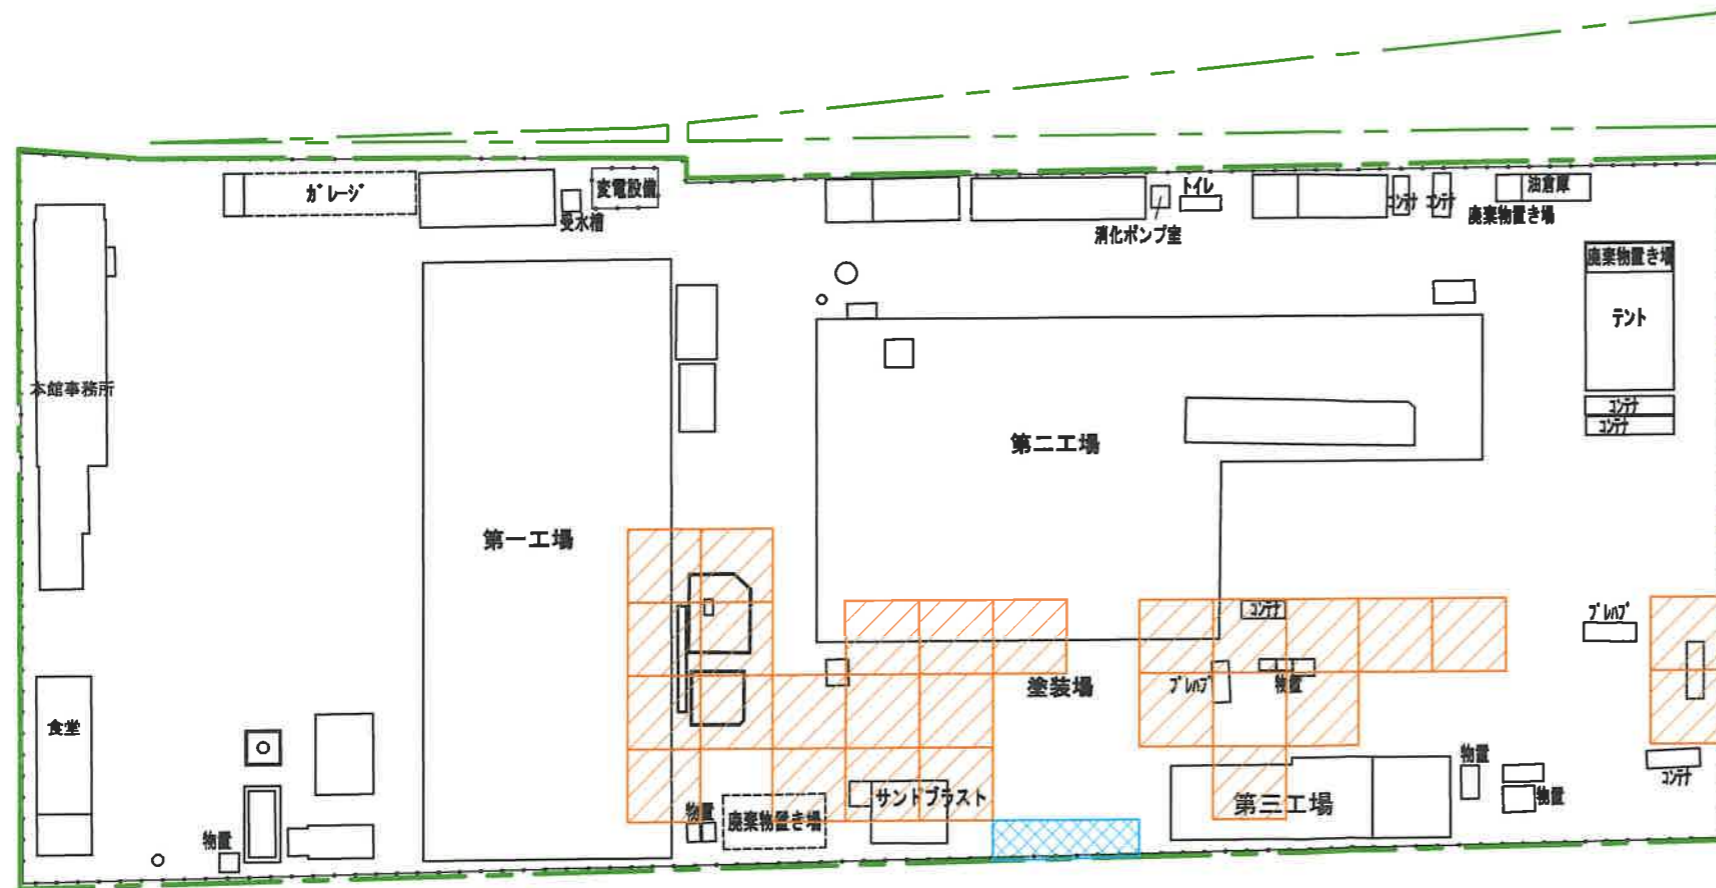 ガレージ
変電設備
受水槽
トイレ
消化ポンプ室
コンテナ
コンテナ
油倉庫
廃棄物置き場
廃棄物置き場
テント
コンテナ
コンテナ
本館事務所
第二工場
第一工場
コンテナ
プレハブ
塗装場
プレハブ
物置
食堂
物置
コンテナ
サンドブラスト
第三工場
物置
物置
廃棄物置き場
物置